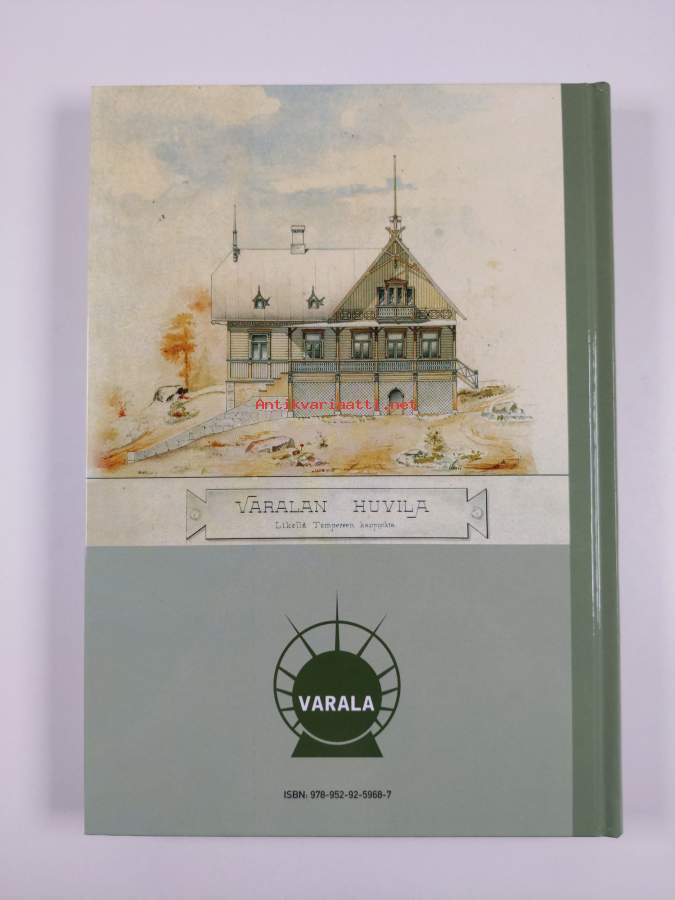 Antikvariaatti.net
VARALAN HUVILA
Likellä Tampereen kaupunkia
VARALA
ISBN: 978-952-92-5968-7